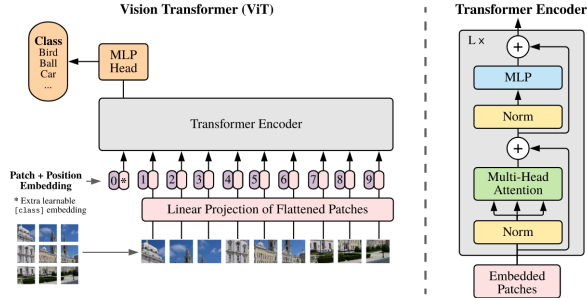 Vision Transformer (ViT)
Transformer Encoder
Class
Bird
Ball
Car
...
MLP
Head
Transformer Encoder
Patch + Position
Embedding
* Extra learnable
[class] embedding
0 * 1 2 3 4 5 6 7 8 9
Linear Projection of Flattened Patches
L ×
+
MLP
Norm
+
Multi-Head
Attention
Norm
Embedded
Patches